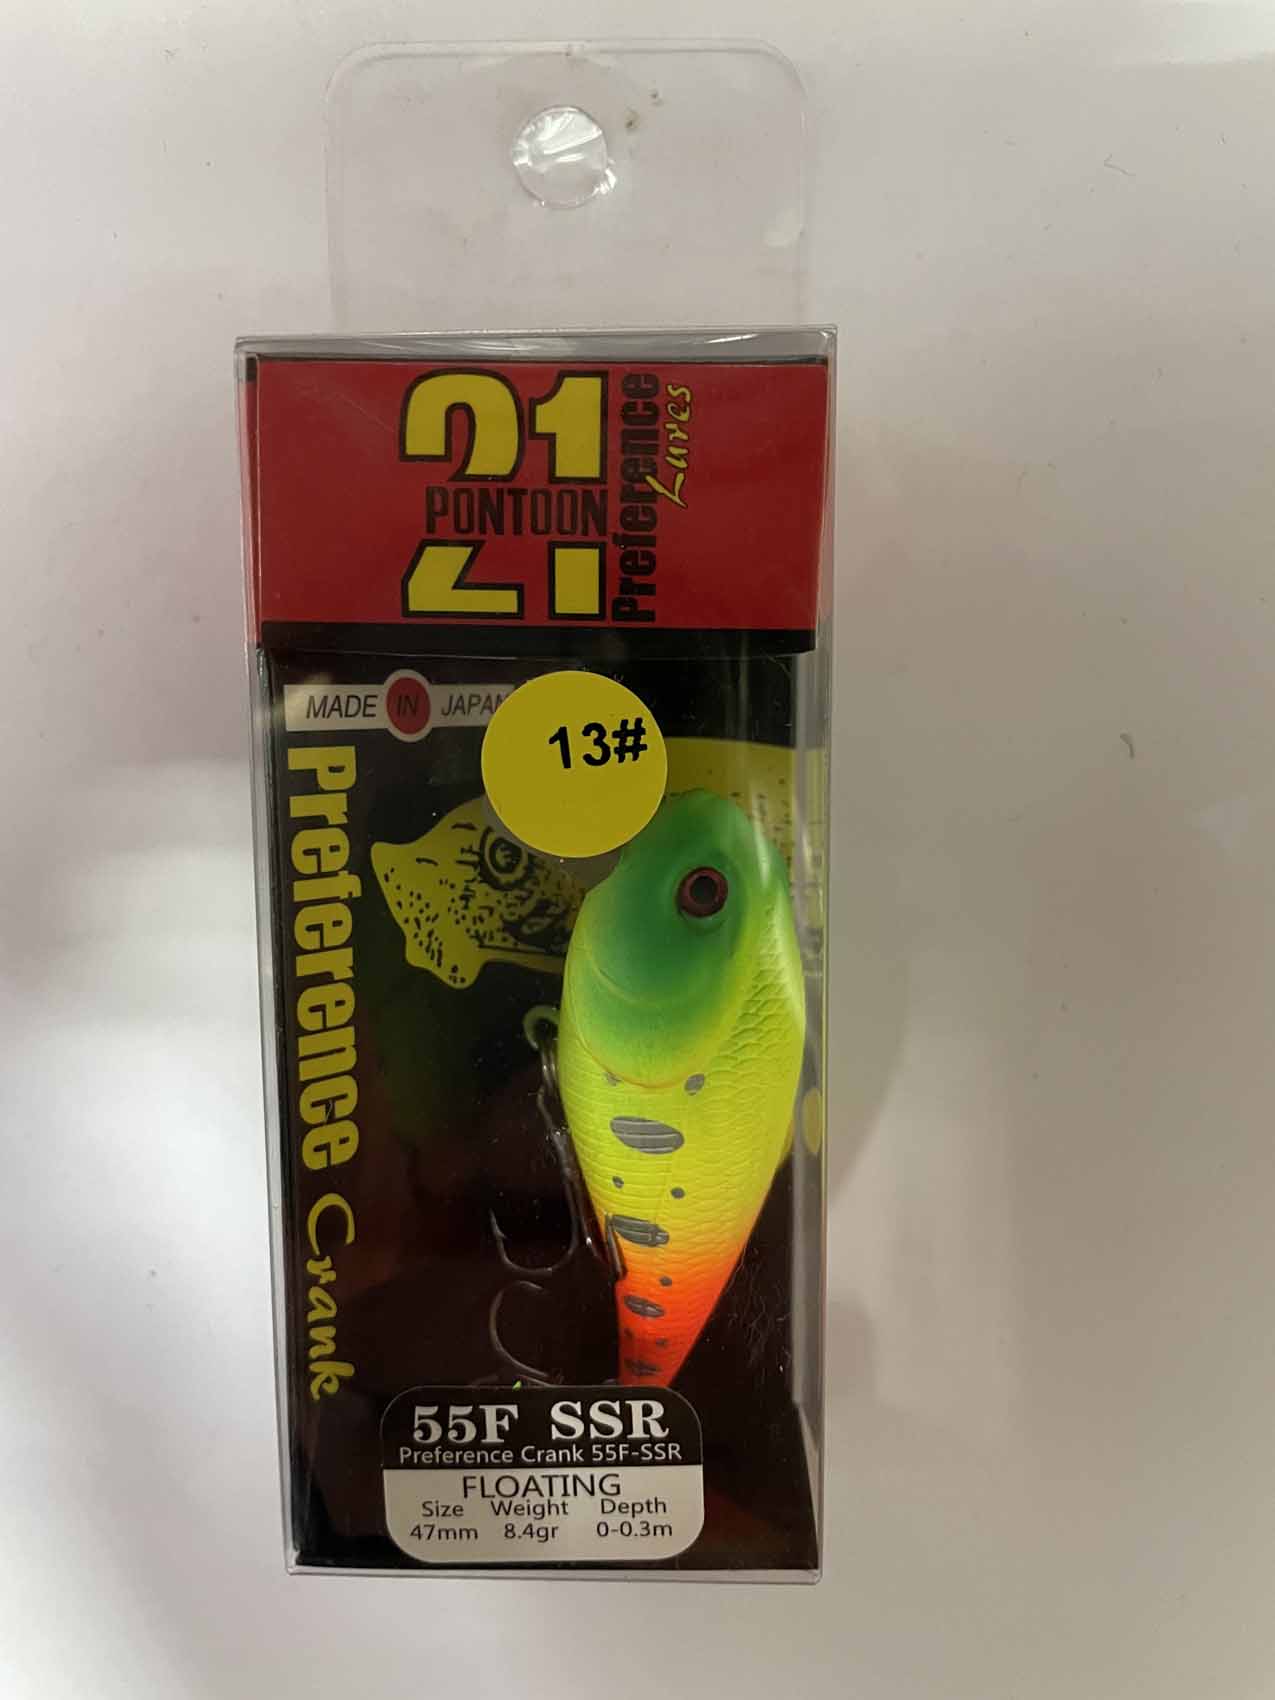 21
PONTOON
Preference
Lures
MADE IN JAPAN
13#
Preference Crank
55F SSR
Preference Crank 55F-SSR
FLOATING
Size Weight Depth
47mm 8.4gr 0-0.3m